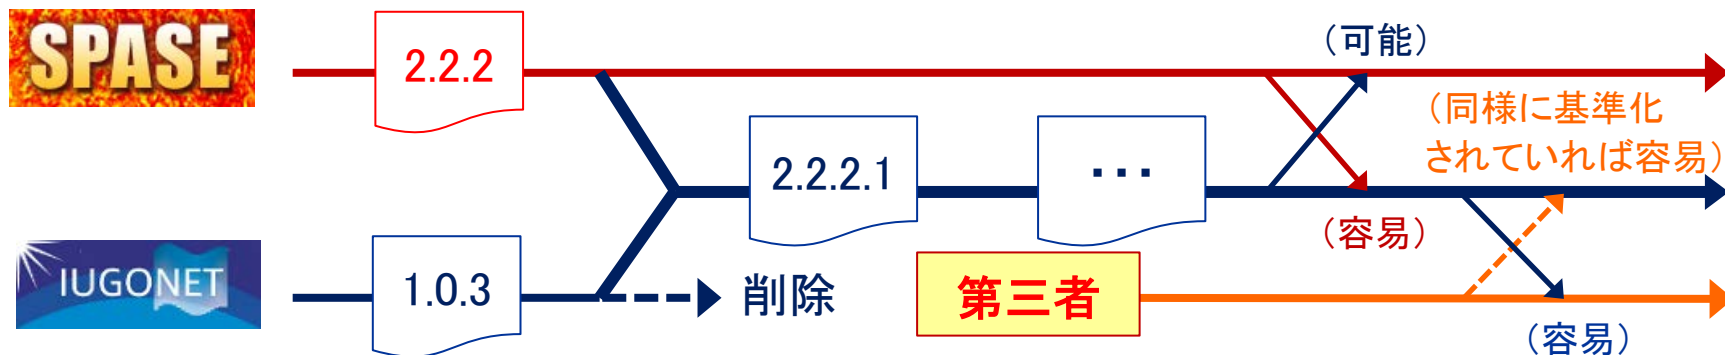 SPASE
2.2.2
(可能)
(同様に基準化
されていれば容易)
2.2.2.1
・・・
(容易)
IUGONET
1.0.3
削除
第三者
(容易)